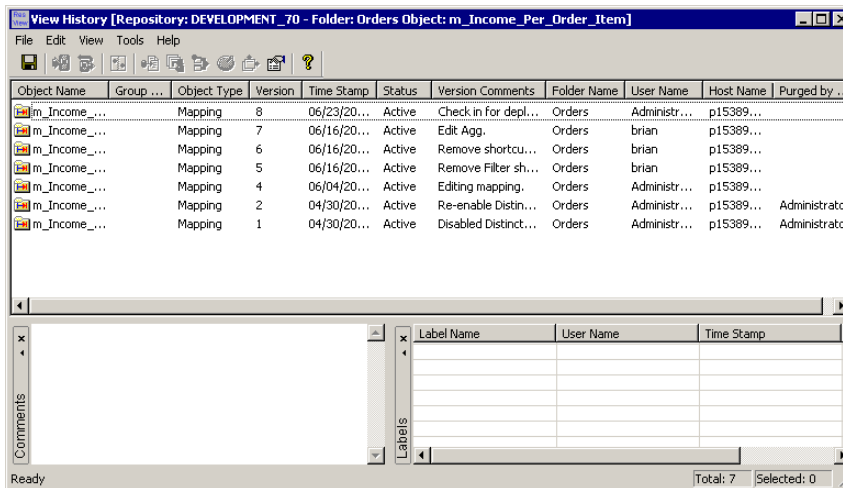 View History [Repository: DEVELOPMENT_70 - Folder: Orders Object: m_Income_Per_Order_Item]
File Edit View Tools Help
Object Name Group ... Object Type Version Time Stamp Status Version Comments Folder Name User Name Host Name Purged by ...
m_Income_... Mapping 8 06/23/20... Active Check in for depl... Orders Administr... p15389...
m_Income_... Mapping 7 06/16/20... Active Edit Agg. Orders brian p15389...
m_Income_... Mapping 6 06/16/20... Active Remove shortcu... Orders brian p15389...
m_Income_... Mapping 5 06/16/20... Active Remove Filter sh... Orders brian p15389...
m_Income_... Mapping 4 06/04/20... Active Editing mapping. Orders Administr... p15389...
m_Income_... Mapping 2 04/30/20... Active Re-enable Distin... Orders Administr... p15389... Administrato
m_Income_... Mapping 1 04/30/20... Active Disabled Distinct... Orders Administr... p15389... Administrato
Comments
Labels
Label Name User Name Time Stamp
Ready Total: 7 Selected: 0